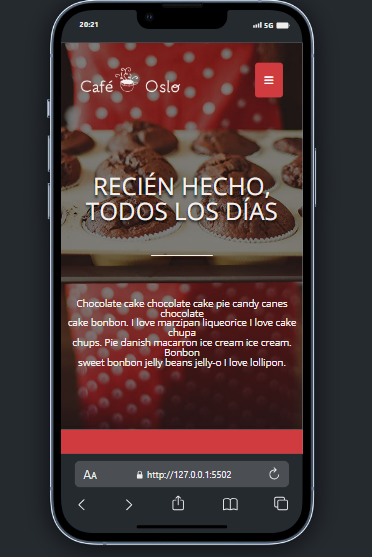 20:21
5G
Café Oslo
RECIÉN HECHO,
TODOS LOS DÍAS
Chocolate cake chocolate cake pie candy canes
chocolate
cake bonbon. I love marzipan liqueorice I love cake
chupa
chups. Pie danish macarron ice cream ice cream.
Bonbon
sweet bonbon jelly beans jelly-o I love lollipon.
AA
http://127.0.0.1:5502